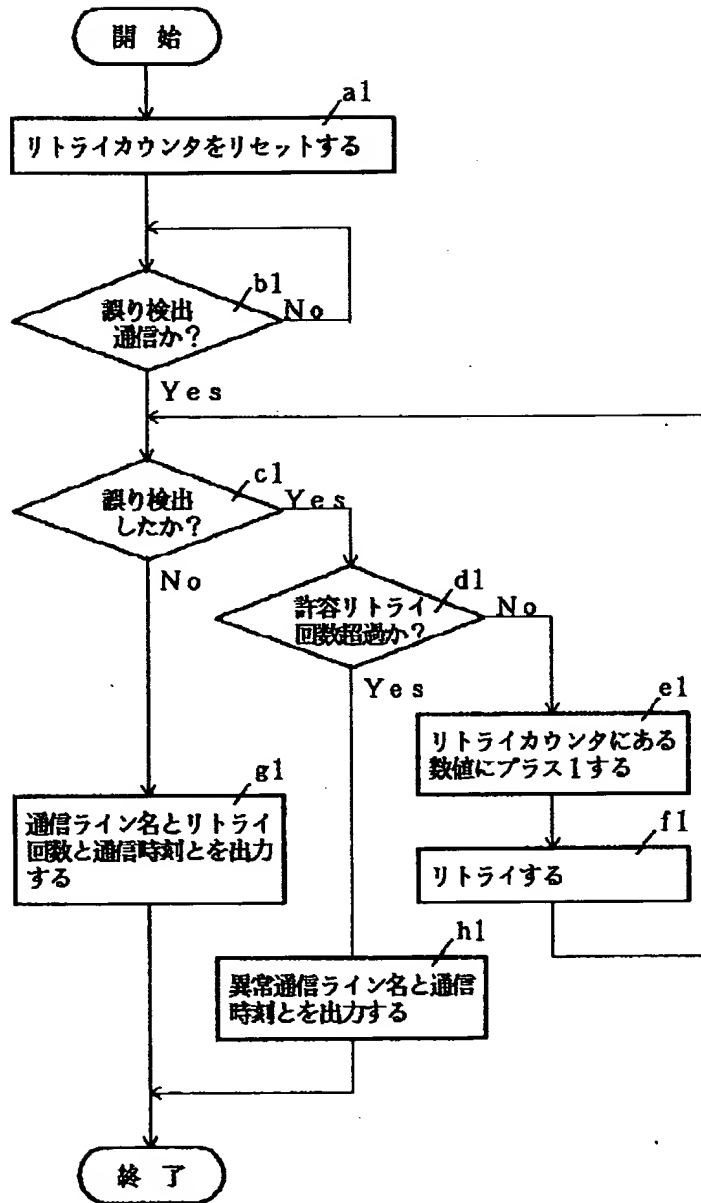 開 始
a1
リトライカウンタをリセットする
b1
誤り検出
通信か?
No
Yes
c1
誤り検出
したか?
Yes
No
d1
許容リトライ
回数超過か?
No
Yes
e1
リトライカウンタにある
数値にプラス1する
g1
通信ライン名とリトライ
回数と通信時刻とを出力
する
f1
リトライする
h1
異常通信ライン名と通信
時刻とを出力する
終 了